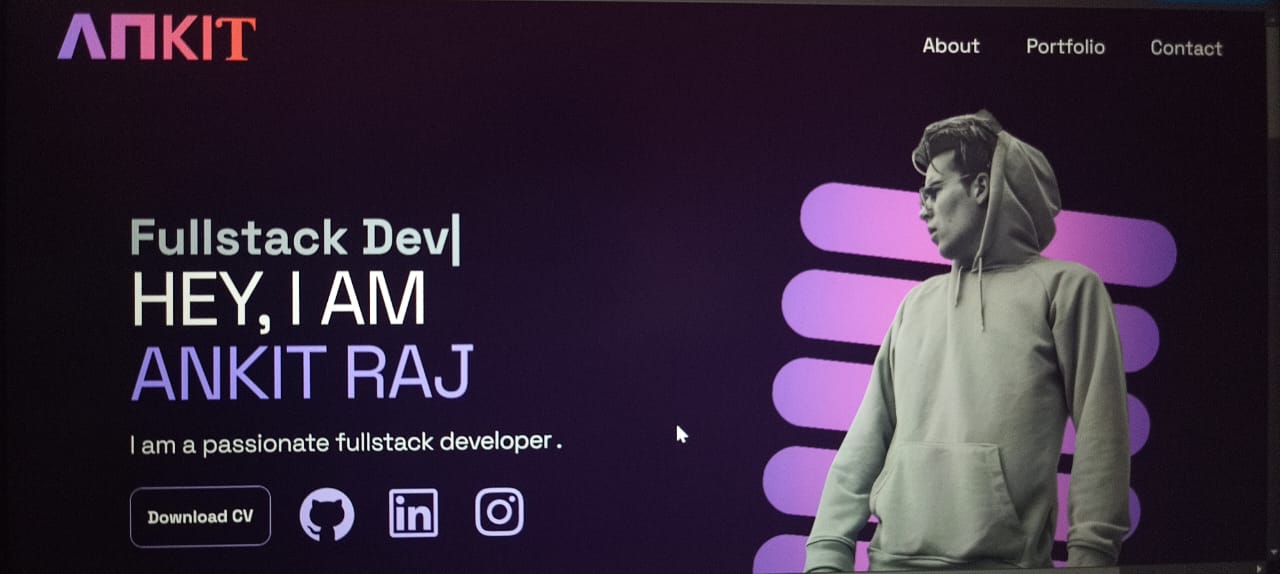 ANKIT
About Portfolio Contact
Fullstack Dev
HEY, I AM
ANKIT RAJ
I am a passionate fullstack developer .
Download CV
in